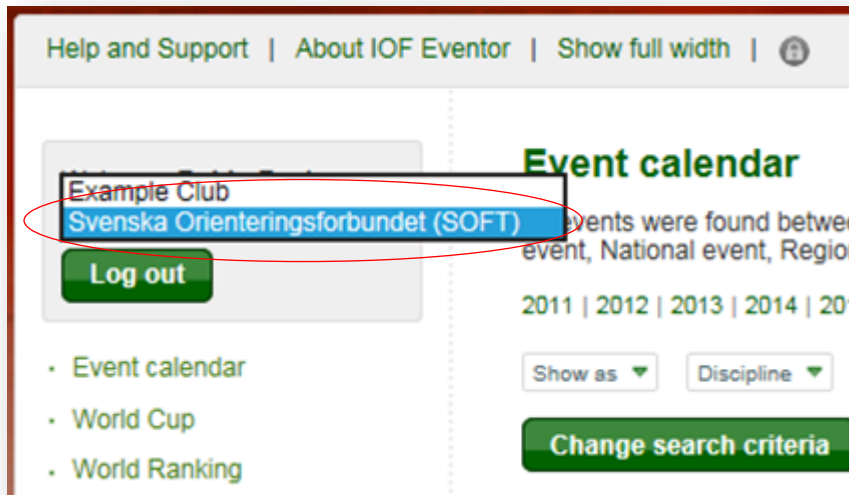 Help and Support | About IOF Eventor | Show full width |
Example Club
Svenska Orienteringsforbundet (SOFT)
Log out
Event calendar
World Cup
World Ranking
Event calendar
events were found betwee
event, National event, Region
2011 | 2012 | 2013 | 2014 | 201
Show as
Discipline
Change search criteria